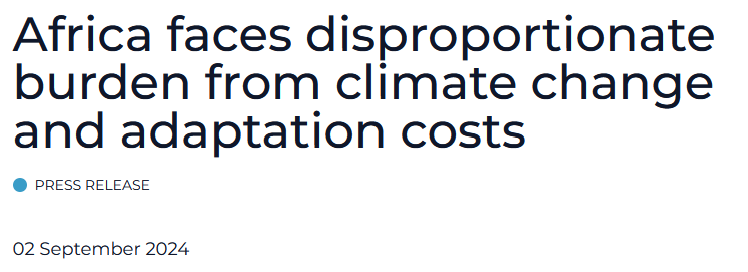 Africa faces disproportionate
burden from climate change
and adaptation costs
PRESS RELEASE
02 September 2024